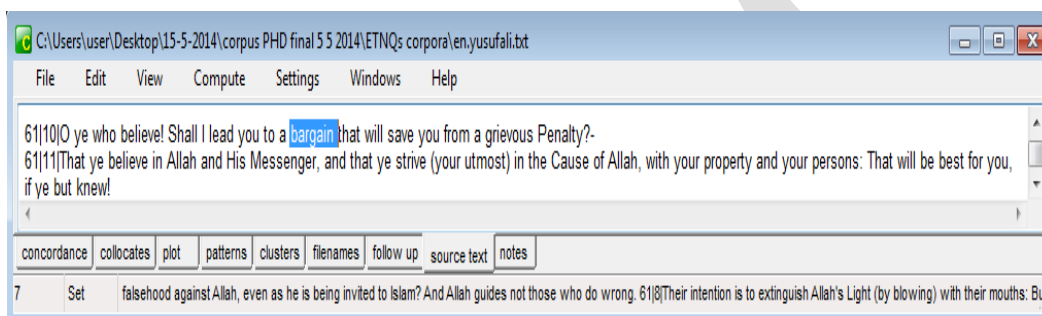 C:\Users\user\Desktop\15-5-2014\corpus PHD final 5 5 2014\ETNQs corpora\en.yusufali.txt
File Edit View Compute Settings Windows Help
61|10|O ye who believe! Shall I lead you to a bargain that will save you from a grievous Penalty?-
61|11|That ye believe in Allah and His Messenger, and that ye strive (your utmost) in the Cause of Allah, with your property and your persons: That will be best for you,
if ye but knew!
concordance collocates plot patterns clusters filenames follow up source text notes
7 Set falsehood against Allah, even as he is being invited to Islam? And Allah guides not those who do wrong. 61|8|Their intention is to extinguish Allah's Light (by blowing) with their mouths: Bu